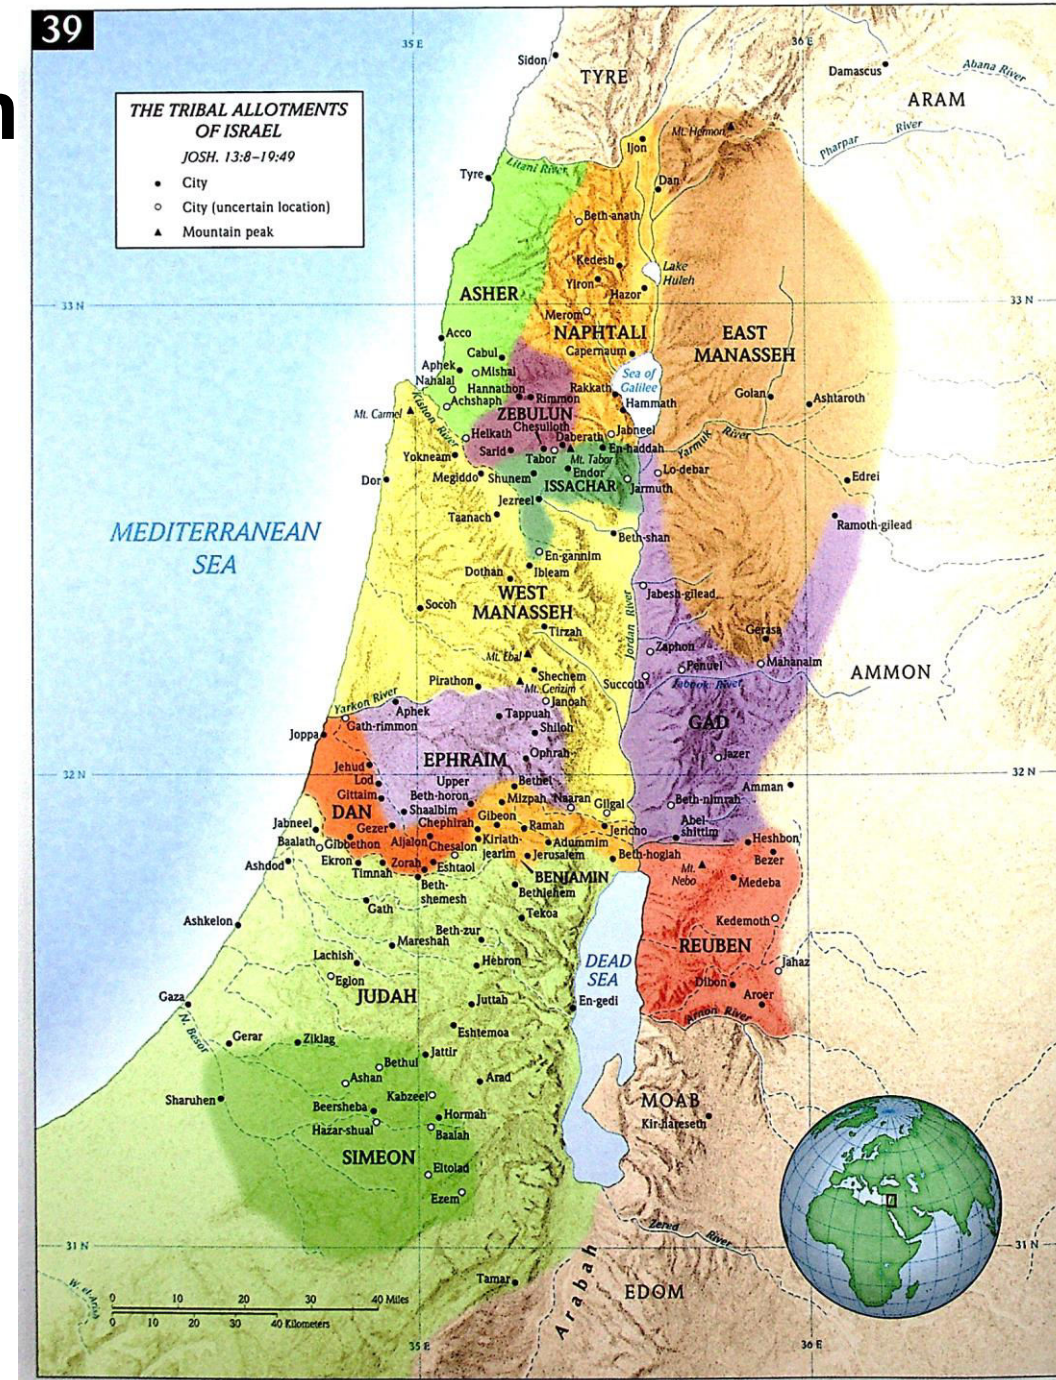 39
n
THE TRIBAL ALLOTMENTS
OF ISRAEL
JOSH. 13:8–19:49
City
City (uncertain location)
Mountain peak
35 E
36 E
Sidon
TYRE
Damascus
Abana River
ARAM
Pharpar River
Mt. Hermon
Ijon
Litani River
Tyre
Dan
Beth-anath
Kedesh
Lake
Huleh
Yiron
Hazor
ASHER
33 N
33 N
Merom
NAPHTALI
EAST
MANASSEH
Acco
Capernaum
Cabul
Aphek
Mishal
Sea of
Galilee
Nahalal
Hannathon
Rakkath
Golan
Ashtaroth
Achshaph
Rimmon
Hammath
Mt. Carmel
Kishon River
ZEBULUN
Chesulloth
Jabneel
Helkath
Daberath
Yarmuk River
Yokneam
Sarid
Tabor
Mt. Tabor
En-haddah
Lo-debar
Dor
Megiddo
Shunem
Endor
Edrei
ISSACHAR
Jarmuth
Jezreel
Taanach
Ramoth-gilead
MEDITERRANEAN
SEA
Beth-shan
En-gannim
Ibleam
Dothan
WEST
MANASSEH
Jabesh-gilead
Socoh
Jordan River
Tirzah
Gerasa
Mt. Ebal
Zaphon
Mahanaim
Shechem
Penuel
AMMON
Pirathon
Mt. Gerizim
Succoth
Jabbok River
Yarkon River
Janoah
Aphek
Tappuah
Gath-rimmon
Shiloh
GAD
Joppa
EPHRAIM
Ophrah
Jazer
Jehud
32 N
32 N
Lod
Upper
Beth-horon
Bethel
Amman
Gittaim
Mizpah
Naaran
Gilgal
Beth-nimrah
DAN
Shaalbim
Gibeon
Abel-
shittim
Jabneel
Gezer
Chephirah
Ramah
Jericho
Baalath
Gibbethon
Aijalon
Kiriath-
jearim
Adummim
Heshbon
Chesalon
Bezer
Ashdod
Ekron
Zorah
Eshtaol
Jerusalem
Beth-hoglah
Mt.
Nebo
Timnah
BENJAMIN
Medeba
Beth-
shemesh
Bethlehem
Gath
Ashkelon
Tekoa
Kedemoth
Beth-zur
Mareshah
REUBEN
Lachish
Hebron
DEAD
SEA
Jahaz
Eglon
JUDAH
Dibon
Gaza
Juttah
En-gedi
Aroer
Arnon River
N. Besor
Eshtemoa
Gerar
Ziklag
Jattir
Bethul
Ashan
Arad
Sharuhen
Kabzeel
MOAB
Beersheba
Hormah
Kir-hareseth
Hazar-shual
Baalah
SIMEON
Eltolad
Ezem
Zered River
31 N
31 N
Tamar
Arabah
EDOM
W. el-Arish
0 10 20 30 40 Miles
0 10 20 30 40 Kilometers
35 E
36 E